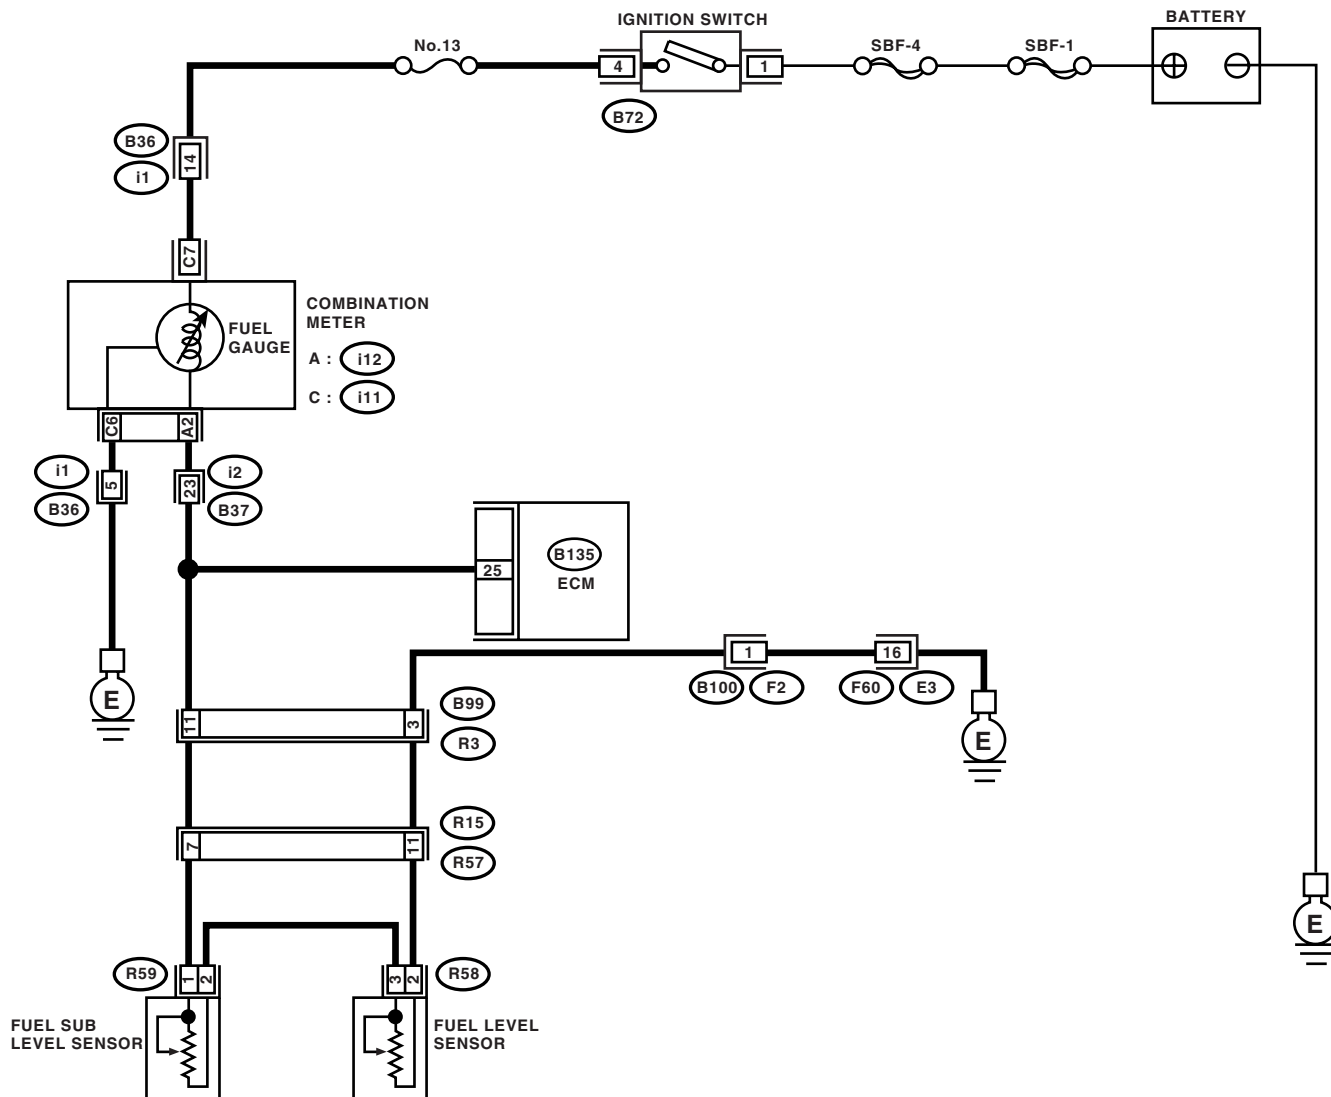 IGNITION SWITCH
BATTERY
No.13
SBF-4
SBF-1
4
1
B72
B36
14
i1
C7
COMBINATION
METER
FUEL
GAUGE
A : i12
C : i11
C6
A2
i1
5
B36
i2
23
B37
B135
25
ECM
1
16
B100
F2
F60
E3
E
B99
11
3
R3
E
R15
7
11
R57
E
R59
1
2
3
2
R58
FUEL SUB
LEVEL SENSOR
FUEL LEVEL
SENSOR